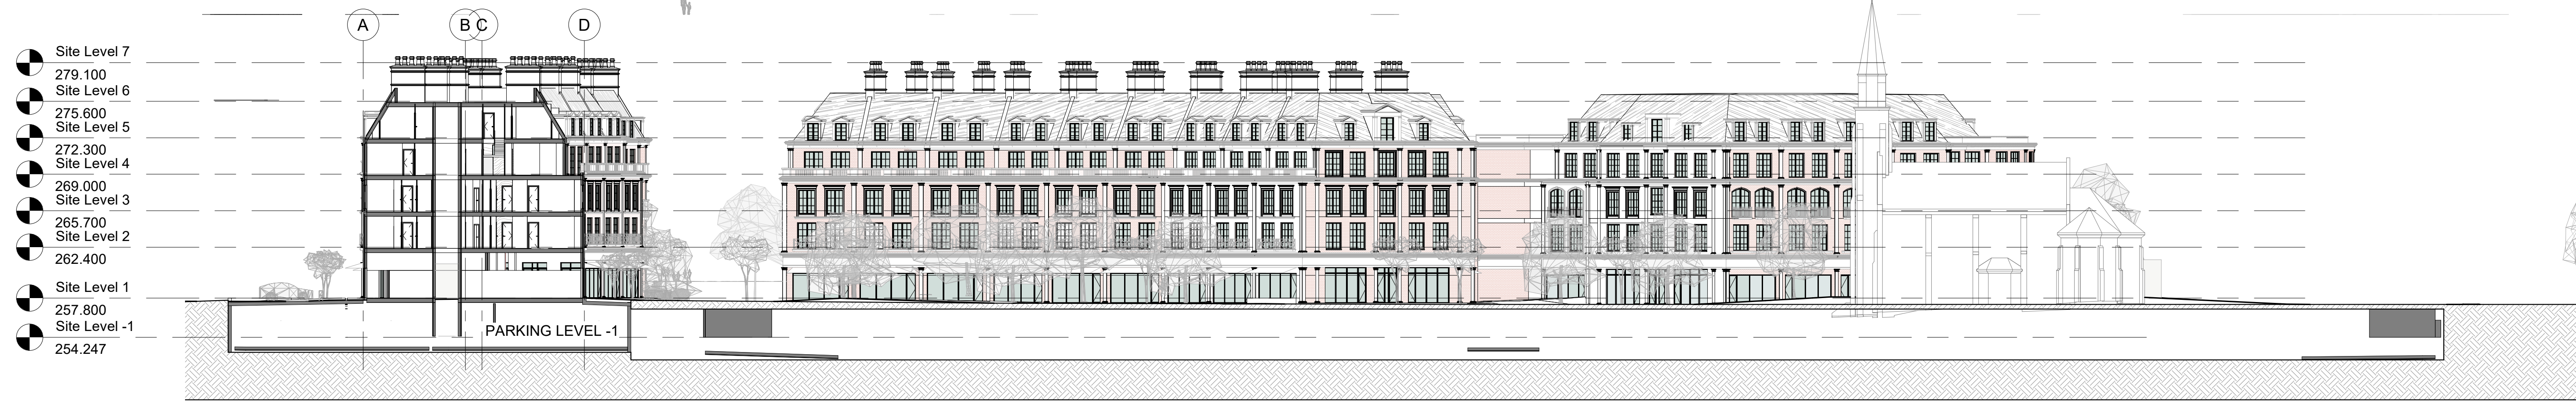 A
B
C
D
Site Level 7
279.100
Site Level 6
275.600
Site Level 5
272.300
Site Level 4
269.000
Site Level 3
265.700
Site Level 2
262.400
Site Level 1
257.800
Site Level -1
254.247
PARKING LEVEL -1